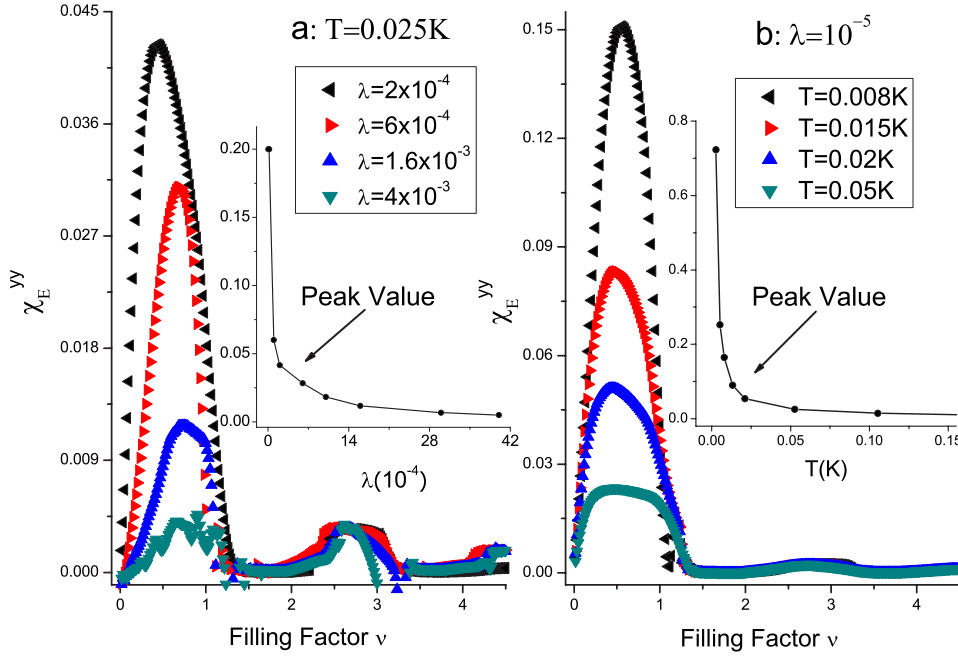 a: T=0.025K
λ=2x10⁻⁴
λ=6x10⁻⁴
λ=1.6x10⁻³
λ=4x10⁻³
0.045
0.036
0.027
0.018
0.009
0.000
χ_E^yy
0 1 2 3 4
Filling Factor ν
0.20
0.15
0.10
0.05
0.00
0 14 28 42
λ(10⁻⁴)
Peak Value
b: λ=10⁻⁵
T=0.008K
T=0.015K
T=0.02K
T=0.05K
0.15
0.12
0.09
0.06
0.03
0.00
χ_E^yy
0 1 2 3 4
Filling Factor ν
0.8
0.6
0.4
0.2
0.0
0.00 0.05 0.10 0.15
T(K)
Peak Value